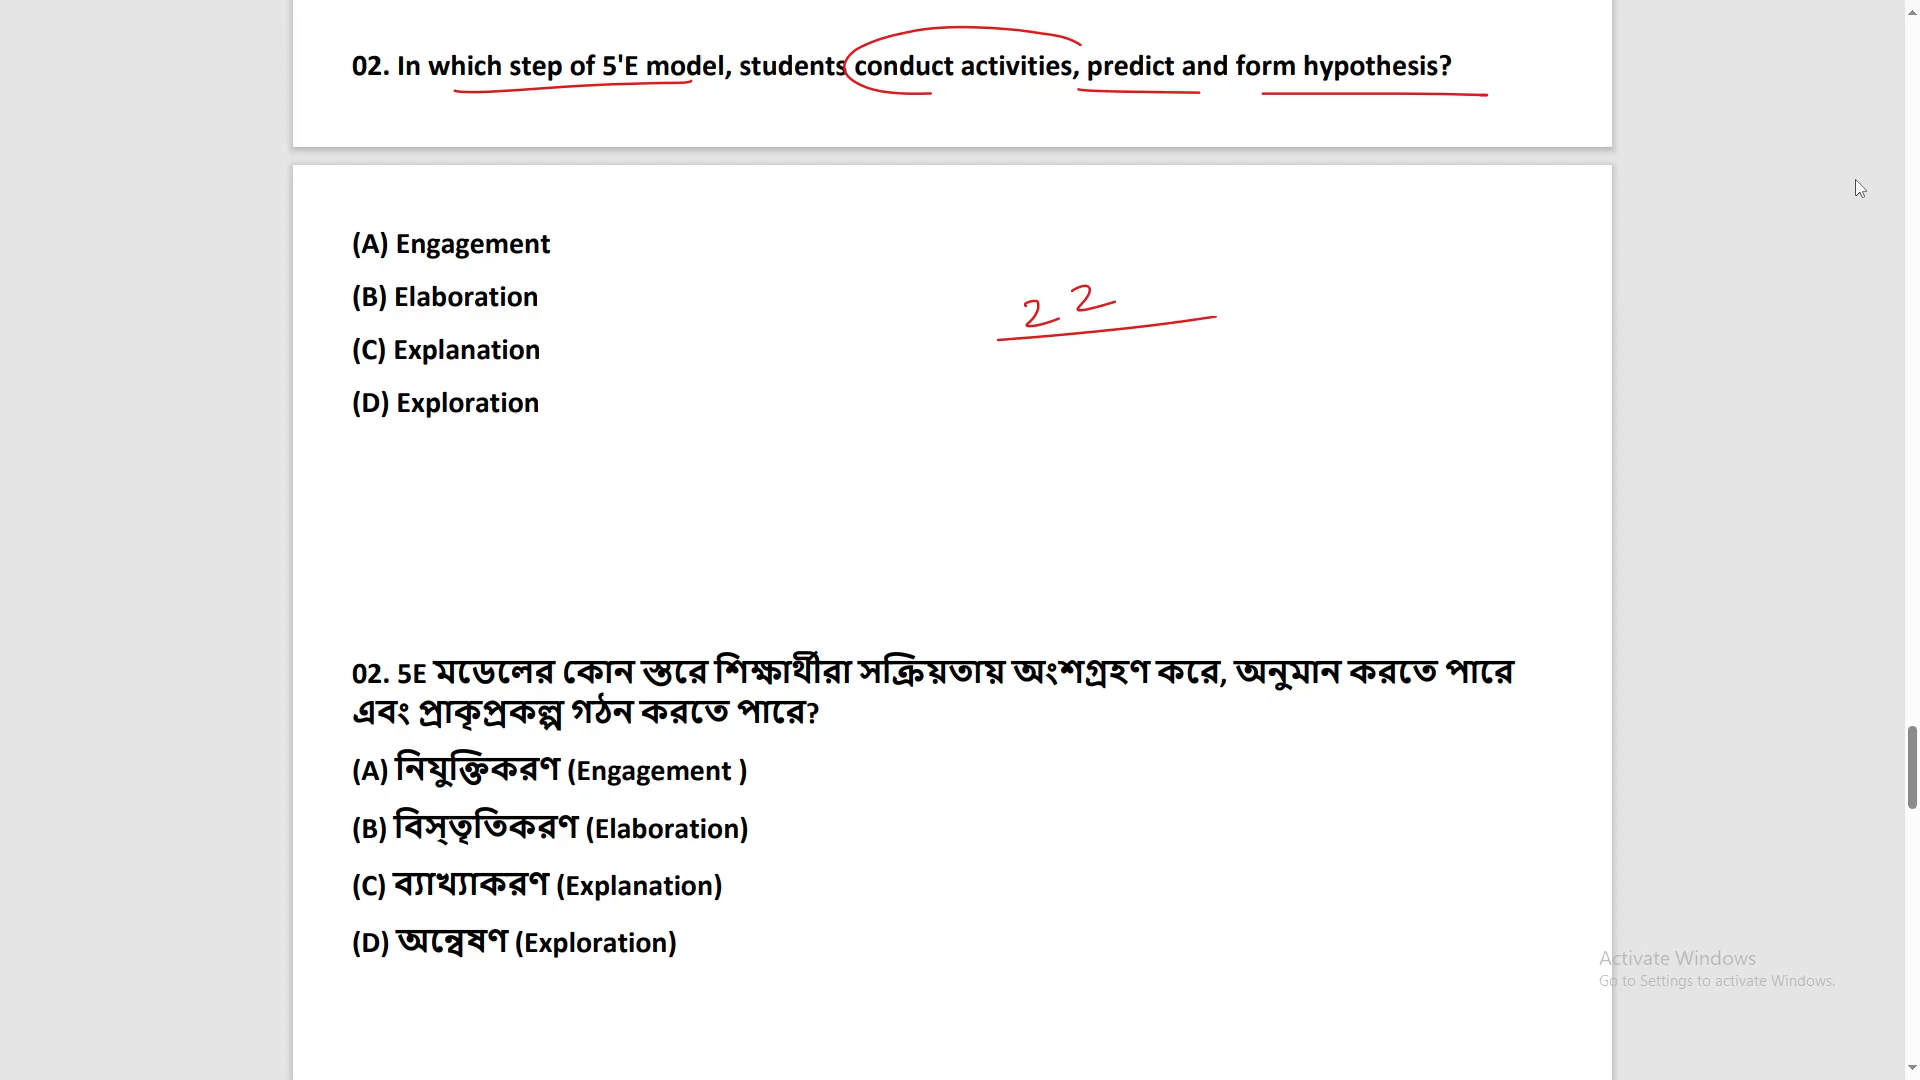 02. In which step of 5'E model, students conduct activities, predict and form hypothesis?
(A) Engagement
(B) Elaboration
(C) Explanation
(D) Exploration
22
02. 5E মডেলের কোন স্তরে শিক্ষার্থীরা সক্রিয়তায় অংশগ্রহণ করে, অনুমান করতে পারে
এবং প্রাকৃপ্রকল্প গঠন করতে পারে?
(A) নিযুক্তিকরণ (Engagement )
(B) বিস্তৃতিকরণ (Elaboration)
(C) ব্যাখ্যাকরণ (Explanation)
(D) অন্বেষণ (Exploration)
Activate Windows
Go to Settings to activate Windows.